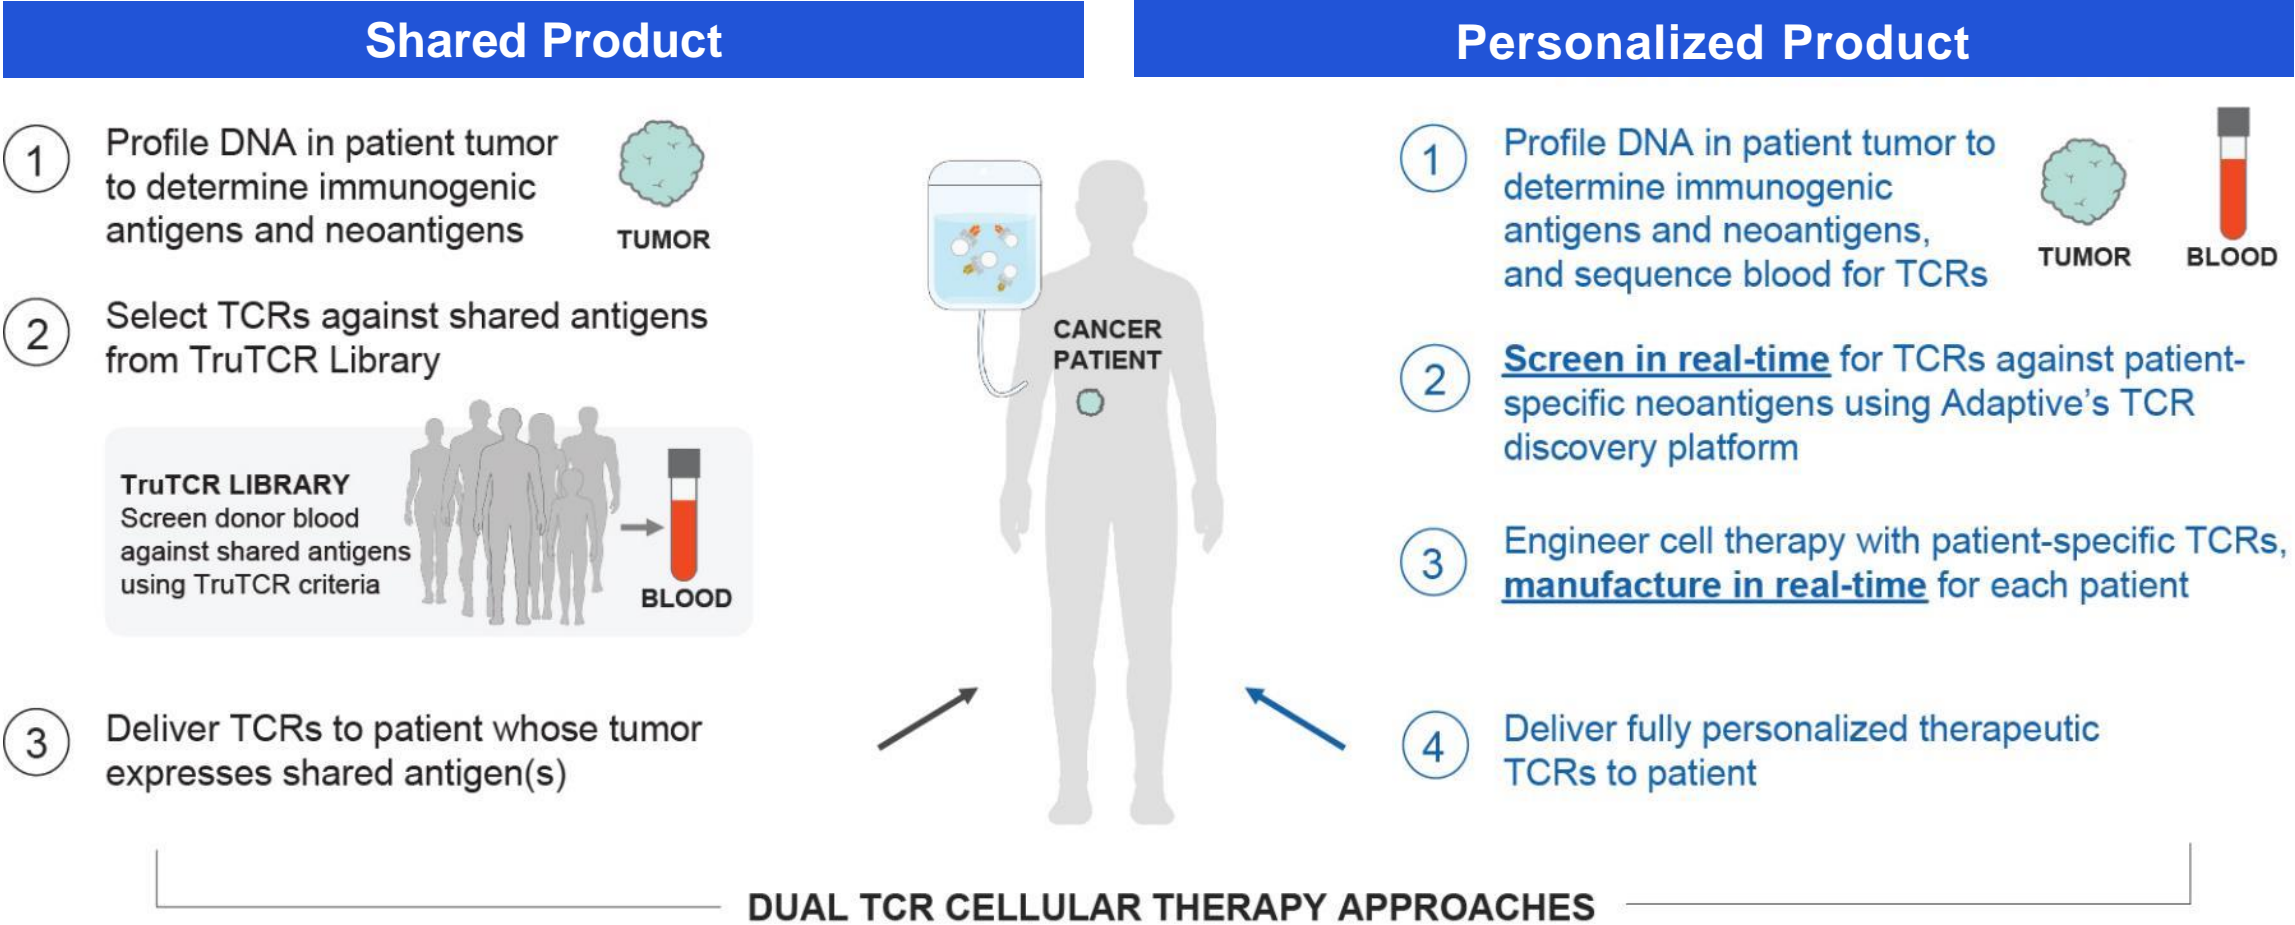 Shared Product
1
Profile DNA in patient tumor
to determine immunogenic
antigens and neoantigens
TUMOR
2
Select TCRs against shared antigens
from TruTCR Library
TruTCR LIBRARY
Screen donor blood
against shared antigens
using TruTCR criteria
BLOOD
3
Deliver TCRs to patient whose tumor
expresses shared antigen(s)
CANCER
PATIENT
Personalized Product
1
Profile DNA in patient tumor to
determine immunogenic
antigens and neoantigens,
and sequence blood for TCRs
TUMOR
BLOOD
2
Screen in real-time for TCRs against patient-
specific neoantigens using Adaptive's TCR
discovery platform
3
Engineer cell therapy with patient-specific TCRs,
manufacture in real-time for each patient
4
Deliver fully personalized therapeutic
TCRs to patient
DUAL TCR CELLULAR THERAPY APPROACHES